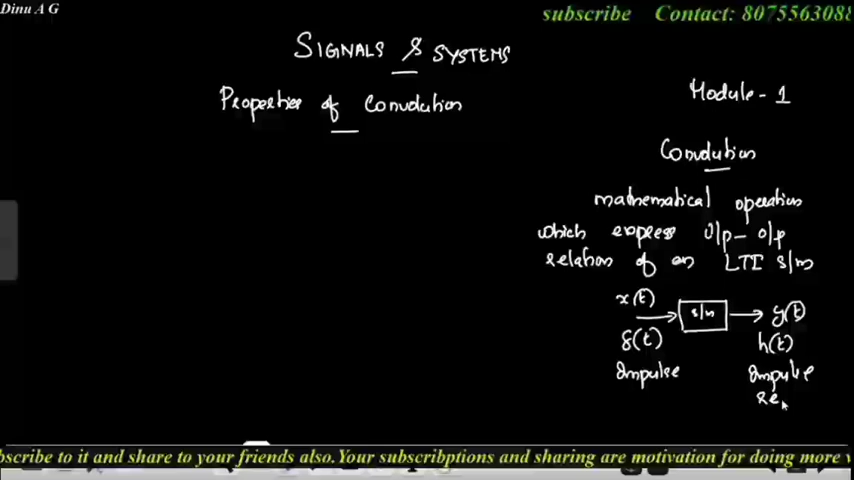 Dinu A G
subscribe Contact: 8075563088
SIGNALS & SYSTEMS
Properties of Convolution
Module - 1
Convolution
mathematical operation
which express I/p - o/p
relation of an LTI s/m
x(t) s/m y(t)
δ(t) h(t)
Impulse Impulse
re
scribe to it and share to your friends also. Your subscribptions and sharing are motivation for doing more v